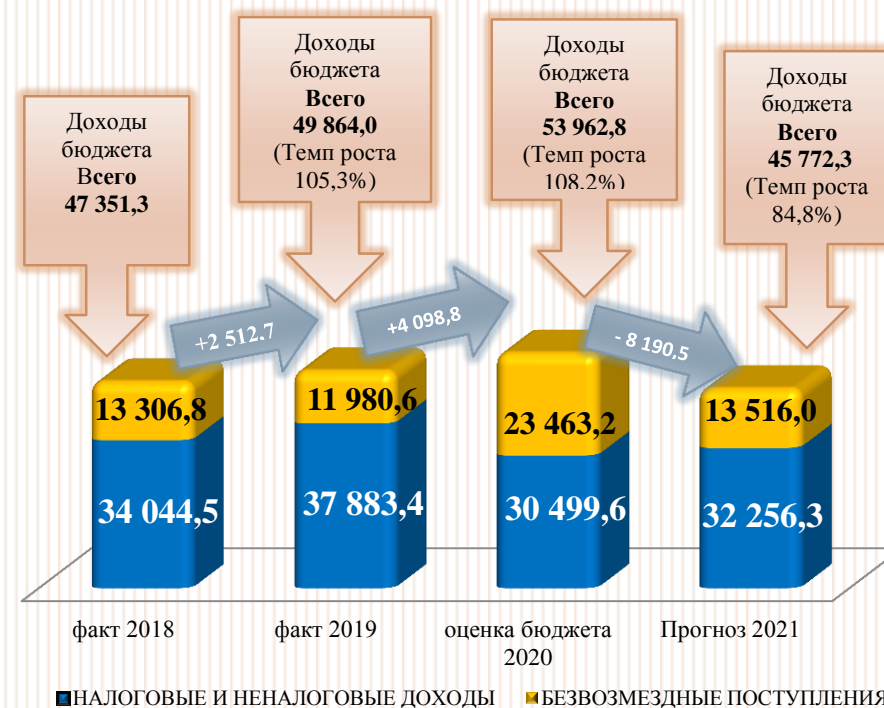 Доходы
бюджета
Всего
47 351,3
Доходы
бюджета
Всего
49 864,0
(Темп роста
105,3%)
Доходы
бюджета
Всего
53 962,8
(Темп роста
108,2%)
Доходы
бюджета
Всего
45 772,3
(Темп роста
84,8%)
+2 512,7
+4 098,8
- 8 190,5
13 306,8
11 980,6
23 463,2
13 516,0
34 044,5
37 883,4
30 499,6
32 256,3
факт 2018
факт 2019
оценка бюджета
2020
Прогноз 2021
НАЛОГОВЫЕ И НЕНАЛОГОВЫЕ ДОХОДЫ
БЕЗВОЗМЕЗДНЫЕ ПОСТУПЛЕНИЯ